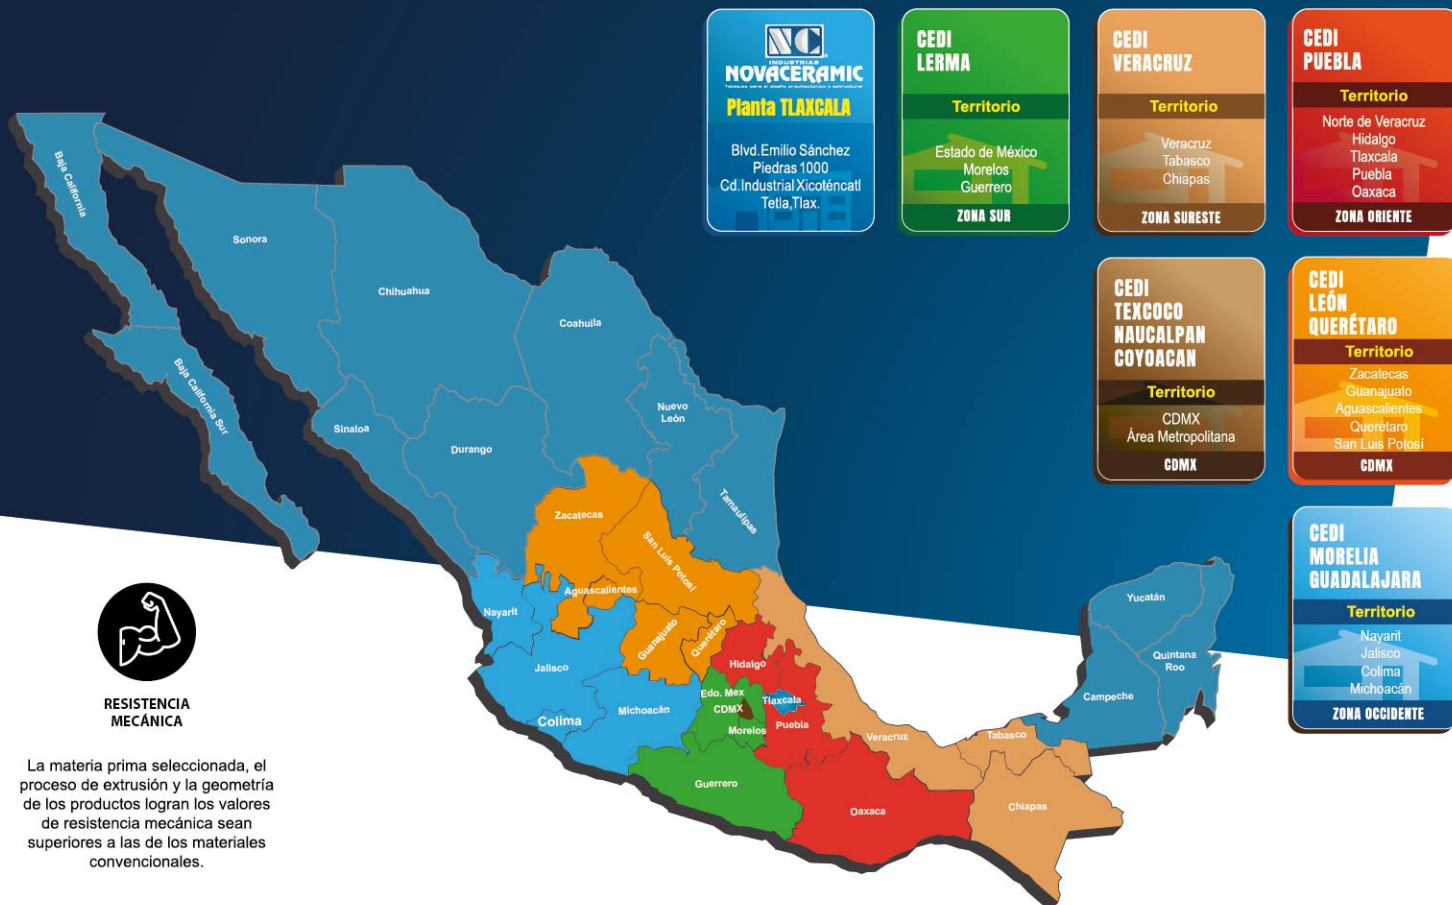 NC
INDUSTRIAS
NOVACERAMIC
Planta TLAXCALA
Blvd.Emilio Sánchez
Piedras 1000
Cd.Industrial Xicoténcatl
Tetla,Tlax.
CEDI
LERMA
Territorio
Estado de México
Morelos
Guerrero
ZONA SUR
CEDI
VERACRUZ
Territorio
Veracruz
Tabasco
Chiapas
ZONA SURESTE
CEDI
PUEBLA
Territorio
Norte de Veracruz
Hidalgo
Tlaxcala
Puebla
Oaxaca
ZONA ORIENTE
CEDI
TEXCOCO
NAUCALPAN
COYOACAN
Territorio
CDMX
Área Metropolitana
CDMX
CEDI
LEÓN
QUERÉTARO
Territorio
Zacatecas
Guanajuato
Aguascalientes
Querétaro
San Luis Potosí
CDMX
CEDI
MORELIA
GUADALAJARA
Territorio
Nayarit
Jalisco
Colima
Michoacán
ZONA OCCIDENTE
Baja California
Sonora
Chihuahua
Coahuila
Baja California Sur
Sinaloa
Durango
Nuevo
León
Tamaulipas
Zacatecas
San Luis Potosí
Aguascalientes
Nayarit
Guanajuato
Querétaro
Hidalgo
Jalisco
Colima
Michoacán
Edo. Mex
CDMX
Tlaxcala
Morelos
Puebla
Guerrero
Oaxaca
Veracruz
Tabasco
Chiapas
Yucatán
Quintana
Roo
Campeche
RESISTENCIA
MECÁNICA
La materia prima seleccionada, el
proceso de extrusión y la geometría
de los productos logran los valores
de resistencia mecánica sean
superiores a las de los materiales
convencionales.